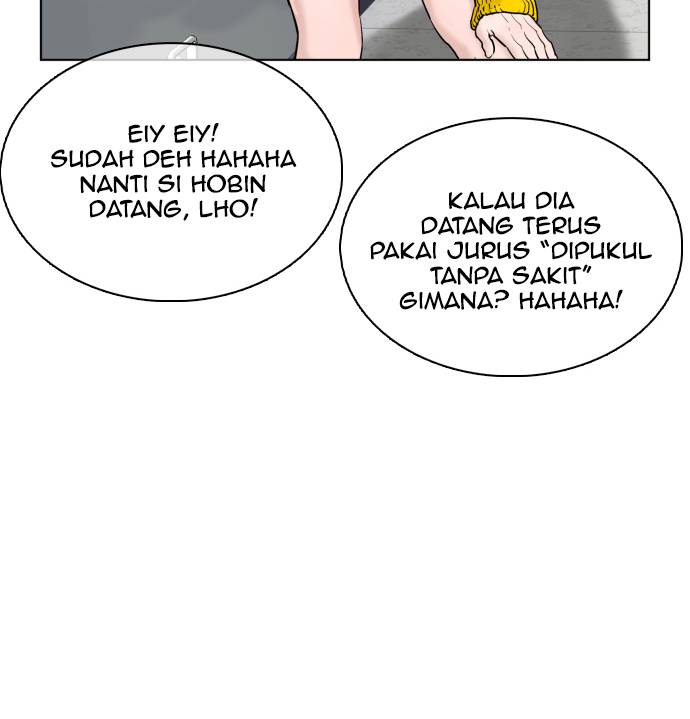 EIY EIY!
SUDAH DEH HAHAHA
NANTI SI HOBIN
DATANG, LHO!
KALAU DIA
DATANG TERUS
PAKAI JURUS “DIPUKUL
TANPA SAKIT”
GIMANA? HAHAHA!